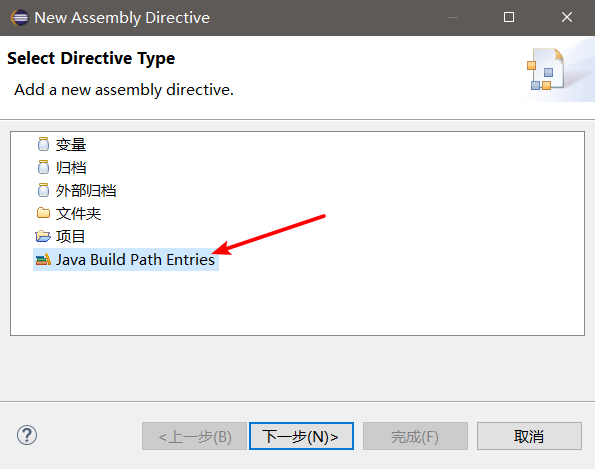 New Assembly Directive
Select Directive Type
Add a new assembly directive.
变量
归档
外部归档
文件夹
项目
Java Build Path Entries
<上一步(B)
下一步(N)>
完成(F)
取消